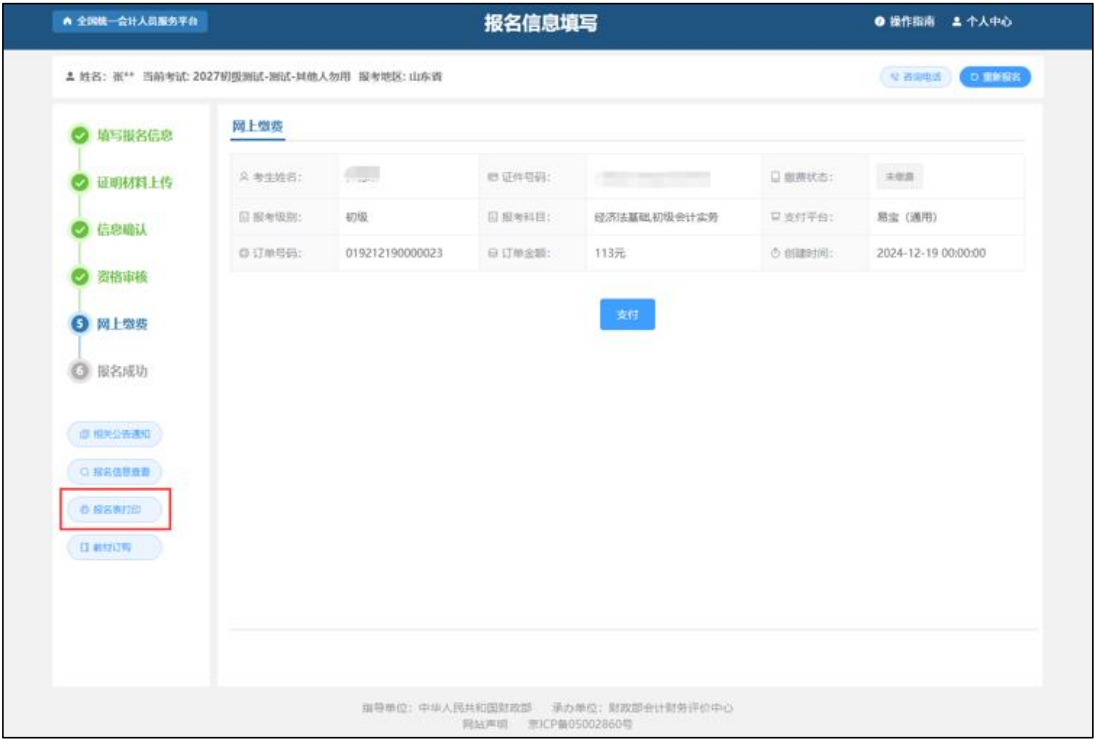 全国统一会计人员服务平台
报名信息填写
操作指南 个人中心
姓名: 张** 当前考试: 2027初级测试-测试-其他人勿用 报考地区: 山东省
咨询电话 重新报名
填写报名信息
证明材料上传
信息确认
资格审核
5 网上缴费
6 报名成功
相关公告通知
报名信息查看
报名表打印
教材订购
网上缴费
考生姓名: 证件号码: 缴费状态: 未缴费
报考级别: 初级 报考科目: 经济法基础,初级会计实务 支付平台: 易宝（通用）
订单号码: 019212190000023 订单金额: 113元 创建时间: 2024-12-19 00:00:00
支付
指导单位：中华人民共和国财政部 承办单位：财政部会计财务评价中心
网站声明 京ICP备05002860号